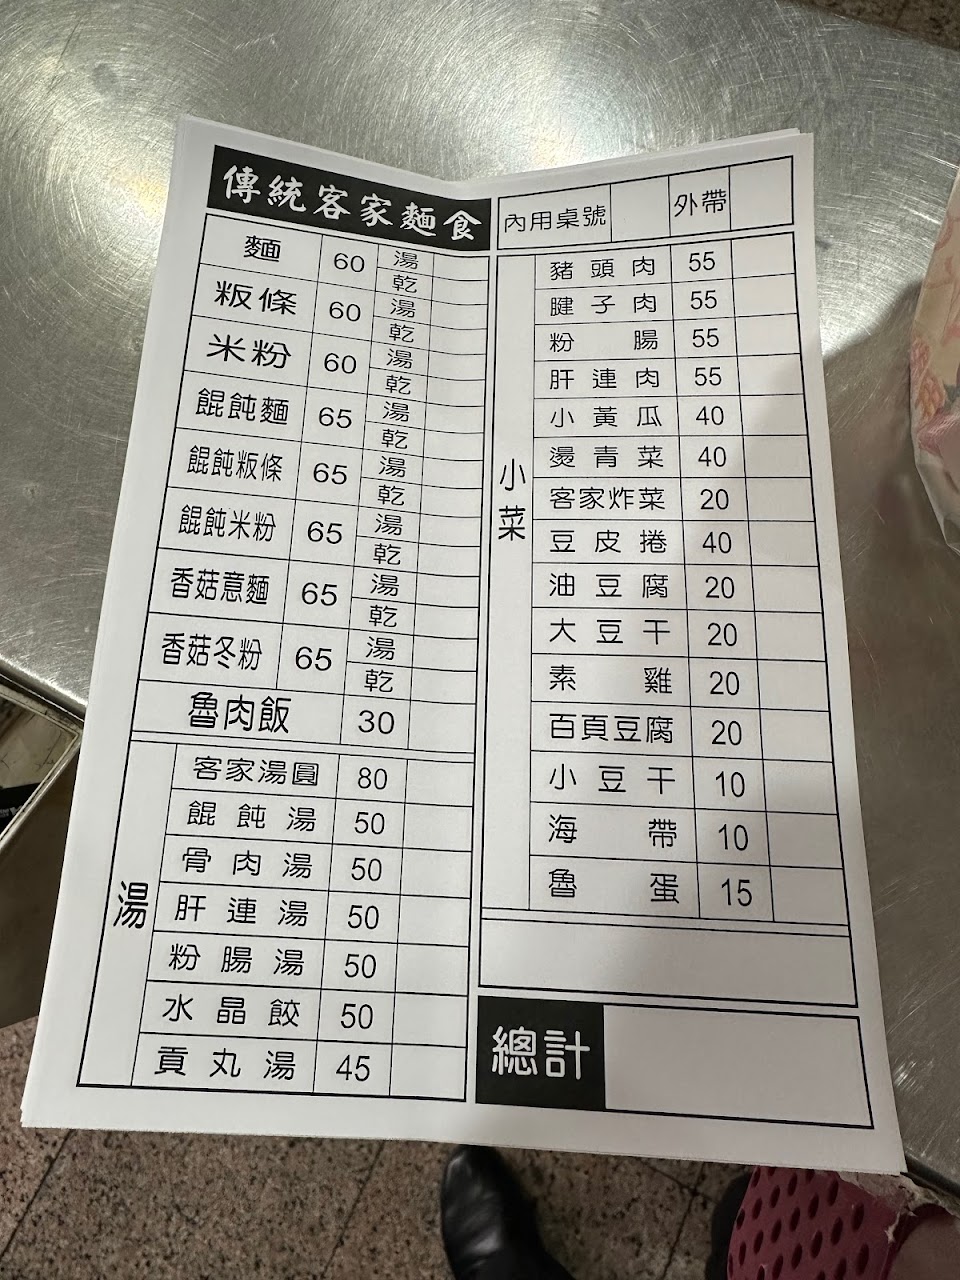 傳統客家麵食
麵 60 湯 乾
粄條 60 湯 乾
米粉 60 湯 乾
餛飩麵 65 湯 乾
餛飩粄條 65 湯 乾
餛飩米粉 65 湯 乾
香菇意麵 65 湯 乾
香菇冬粉 65 湯 乾
魯肉飯 30
湯
客家湯圓 80
餛飩湯 50
骨肉湯 50
肝連湯 50
粉腸湯 50
水晶餃 50
貢丸湯 45
內用桌號 外帶
小菜
豬頭肉 55
腱子肉 55
粉腸 55
肝連肉 55
小黃瓜 40
燙青菜 40
客家炸菜 20
豆皮捲 40
油豆腐 20
大豆干 20
素雞 20
百頁豆腐 20
小豆干 10
海帶 10
魯蛋 15
總計